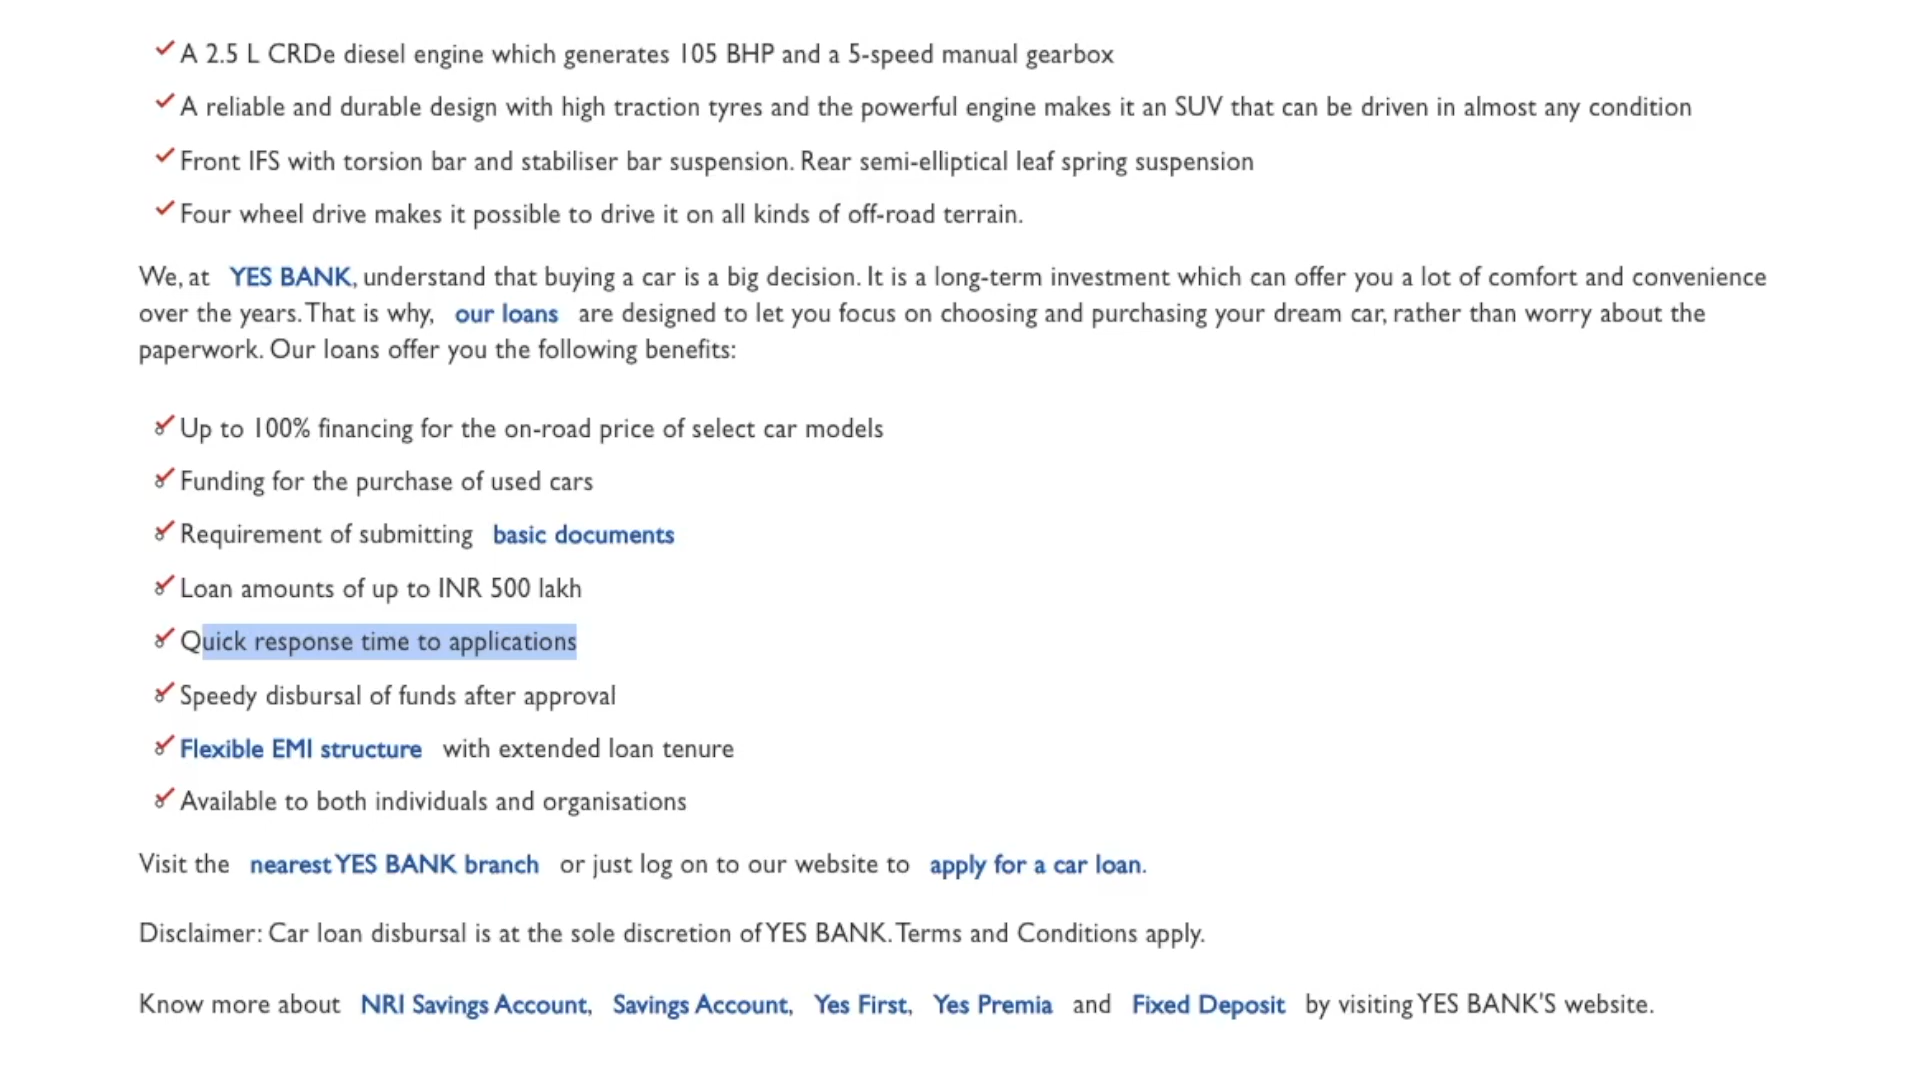 A 2.5 L CRDe diesel engine which generates 105 BHP and a 5-speed manual gearbox
A reliable and durable design with high traction tyres and the powerful engine makes it an SUV that can be driven in almost any condition
Front IFS with torsion bar and stabiliser bar suspension. Rear semi-elliptical leaf spring suspension
Four wheel drive makes it possible to drive it on all kinds of off-road terrain.
We, at YES BANK, understand that buying a car is a big decision. It is a long-term investment which can offer you a lot of comfort and convenience
over the years. That is why, our loans are designed to let you focus on choosing and purchasing your dream car, rather than worry about the
paperwork. Our loans offer you the following benefits:
Up to 100% financing for the on-road price of select car models
Funding for the purchase of used cars
Requirement of submitting basic documents
Loan amounts of up to INR 500 lakh
Quick response time to applications
Speedy disbursal of funds after approval
Flexible EMI structure with extended loan tenure
Available to both individuals and organisations
Visit the nearest YES BANK branch or just log on to our website to apply for a car loan.
Disclaimer: Car loan disbursal is at the sole discretion of YES BANK. Terms and Conditions apply.
Know more about NRI Savings Account, Savings Account, Yes First, Yes Premia and Fixed Deposit by visiting YES BANK'S website.